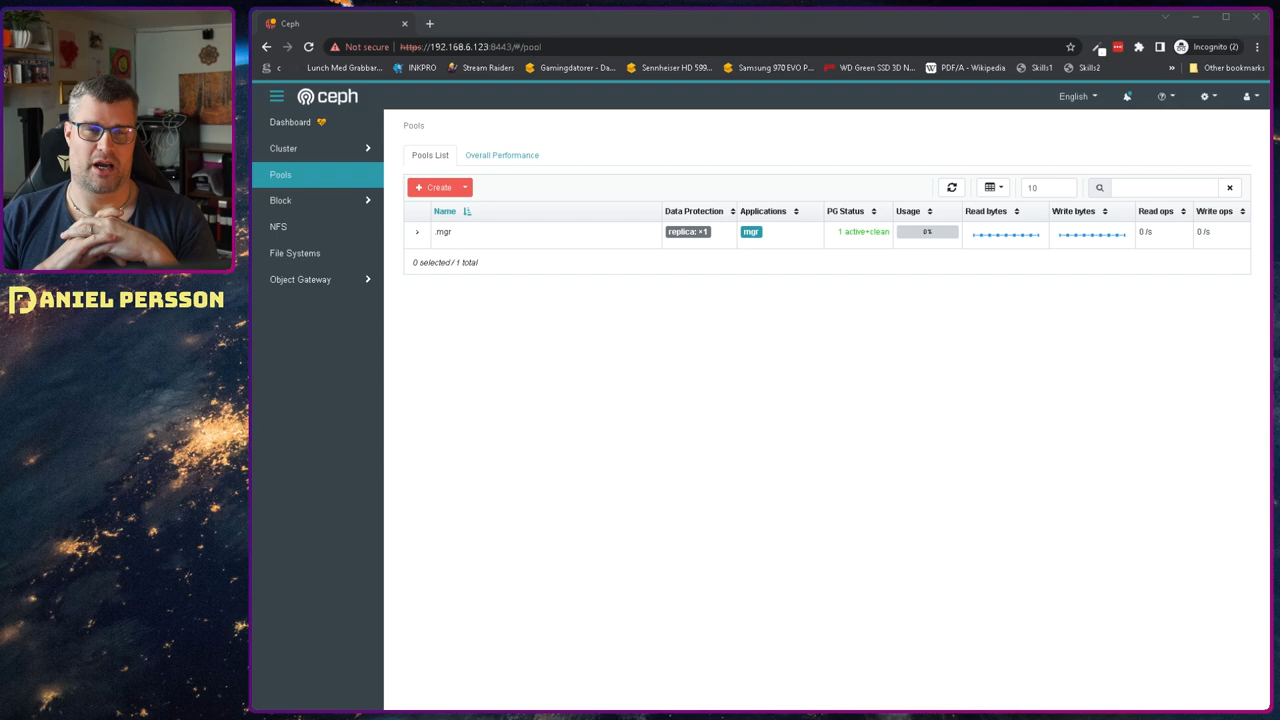 Ceph
Not secure https://192.168.6.123:8443/#/pool
Incognito (2)
c Lunch Med Grabbar... INKPRO Stream Raiders Gamingdatorer - Da... Sennheiser HD 599... Samsung 970 EVO P... WD Green SSD 3D N... PDF/A - Wikipedia Skills1 Skills2 » Other bookmarks
ceph
English
Dashboard
Cluster
Pools
Block
NFS
File Systems
Object Gateway
Pools
Pools List Overall Performance
Create 10
Name Data Protection Applications PG Status Usage Read bytes Write bytes Read ops Write ops
.mgr replica: ×1 mgr 1 active+clean 0% 0 /s 0 /s
0 selected / 1 total
DANIEL PERSSON